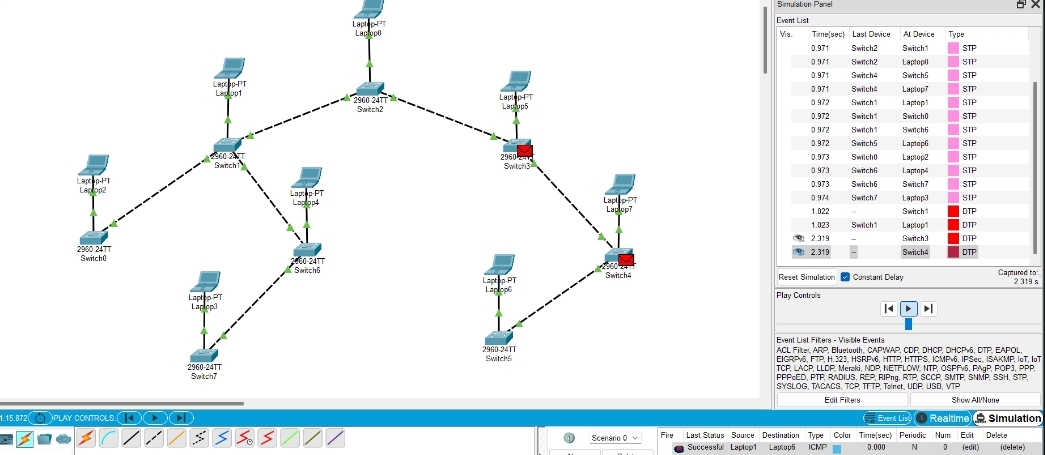 Simulation Panel
Event List
Vis. Time(sec) Last Device At Device Type
0.971 Switch2 Switch1 STP
0.971 Switch2 Laptop0 STP
0.971 Switch4 Switch5 STP
0.971 Switch4 Laptop7 STP
0.972 Switch1 Laptop1 STP
0.972 Switch1 Switch0 STP
0.972 Switch1 Switch6 STP
0.972 Switch5 Laptop6 STP
0.973 Switch0 Laptop2 STP
0.973 Switch6 Laptop4 STP
0.973 Switch6 Switch7 STP
0.974 Switch7 Laptop3 STP
1.022 -- Switch1 DTP
1.023 Switch1 Laptop1 DTP
2.319 -- Switch3 DTP
2.319 -- Switch4 DTP
Reset Simulation Constant Delay Captured to:
2.319 s
Play Controls
Event List Filters - Visible Events
ACL Filter, ARP, Bluetooth, CAPWAP, CDP, DHCP, DHCPv6, DTP, EAPOL,
EIGRPv6, FTP, H.323, HSRPv6, HTTP, HTTPS, ICMPv6, IPSec, ISAKMP, IoT, IoT
TCP, LACP, LLDP, Meraki, NDP, NETFLOW, NTP, OSPFv6, PAgP, POP3, PPP,
PPPoED, PTP, RADIUS, REP, RIPng, RTP, SCCP, SMTP, SNMP, SSH, STP,
SYSLOG, TACACS, TCP, TFTP, Telnet, UDP, USB, VTP
Edit Filters Show All/None
Laptop-PT
Laptop0
2960-24TT
Switch2
Laptop-PT
Laptop1
2960-24TT
Switch1
Laptop-PT
Laptop5
2960-24TT
Switch3
Laptop-PT
Laptop2
2960-24TT
Switch0
Laptop-PT
Laptop4
2960-24TT
Switch6
Laptop-PT
Laptop7
2960-24TT
Switch4
Laptop-PT
Laptop3
2960-24TT
Switch7
Laptop-PT
Laptop6
2960-24TT
Switch5
1:15.872 PLAY CONTROLS: Event List Realtime Simulation
Scenario 0
Fire Last Status Source Destination Type Color Time(sec) Periodic Num Edit Delete
Successful Laptop1 Laptop6 ICMP 0.000 N 0 (edit) (delete)